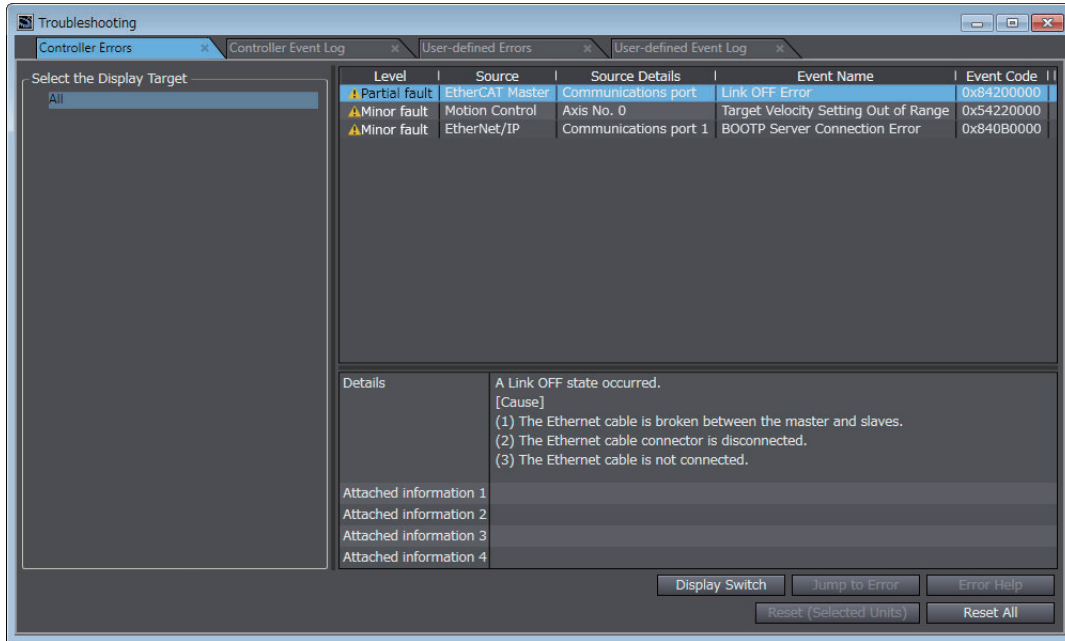 Troubleshooting
Controller Errors Controller Event Log User-defined Errors User-defined Event Log
Select the Display Target
All
Level Source Source Details Event Name Event Code
Partial fault EtherCAT Master Communications port Link OFF Error 0x84200000
Minor fault Motion Control Axis No. 0 Target Velocity Setting Out of Range 0x54220000
Minor fault EtherNet/IP Communications port 1 BOOTP Server Connection Error 0x840B0000
Details A Link OFF state occurred.
[Cause]
(1) The Ethernet cable is broken between the master and slaves.
(2) The Ethernet cable connector is disconnected.
(3) The Ethernet cable is not connected.
Attached information 1
Attached information 2
Attached information 3
Attached information 4
Display Switch Jump to Error Error Help
Reset (Selected Units) Reset All